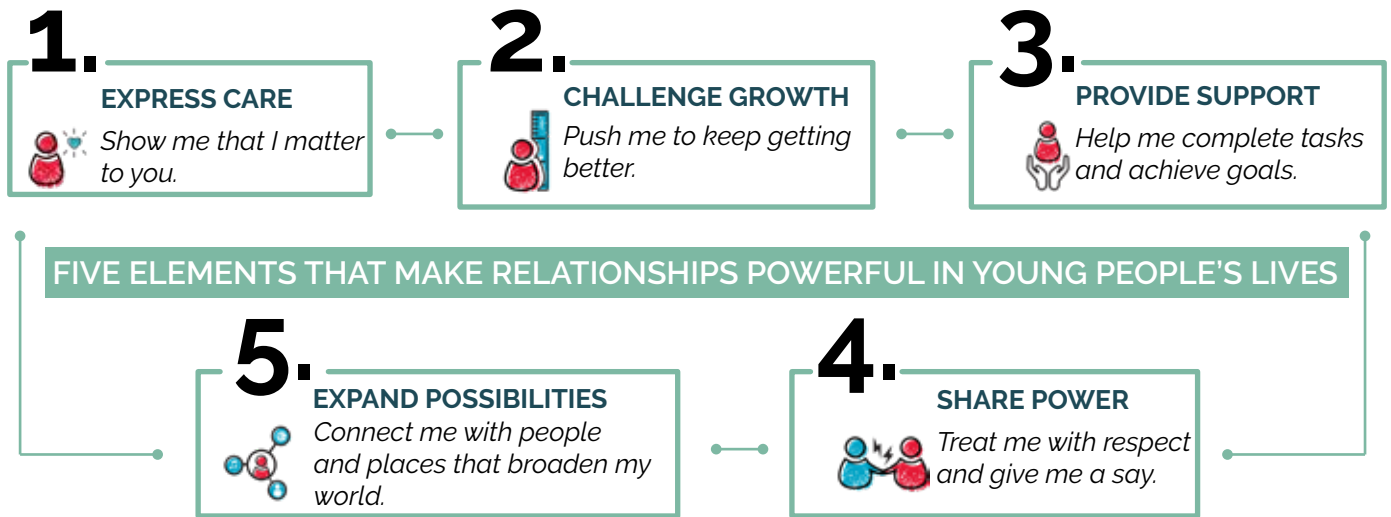 1.
EXPRESS CARE
Show me that I matter
to you.
2.
CHALLENGE GROWTH
Push me to keep getting
better.
3.
PROVIDE SUPPORT
Help me complete tasks
and achieve goals.
FIVE ELEMENTS THAT MAKE RELATIONSHIPS POWERFUL IN YOUNG PEOPLE'S LIVES
4.
SHARE POWER
Treat me with respect
and give me a say.
5.
EXPAND POSSIBILITIES
Connect me with people
and places that broaden my
world.